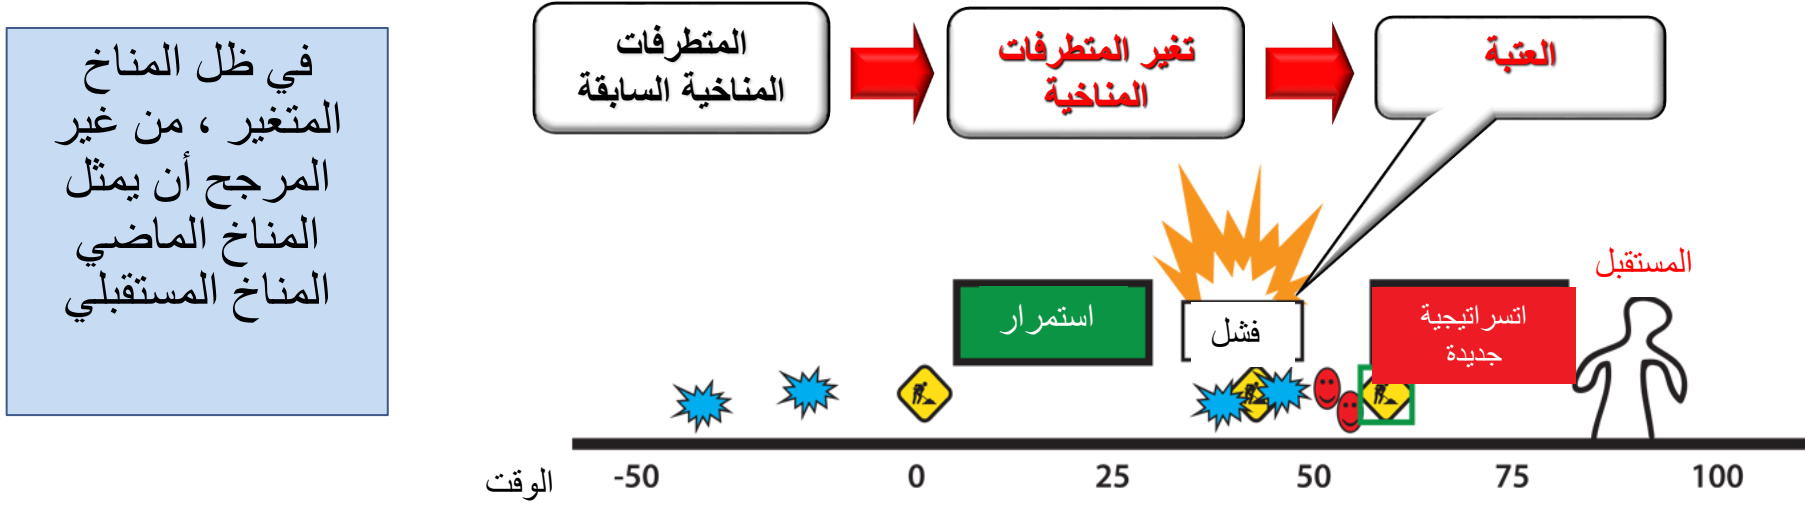 في ظل المناخ
المتغير ، من غير
المرجح أن يمثل
المناخ الماضي
المناخ المستقبلي
المتطرفات
المناخية السابقة
تغير المتطرفات
المناخية
العتبة
المستقبل
استمرار
فشل
اتسراتيجية
جديدة
الوقت
-50
0
25
50
75
100